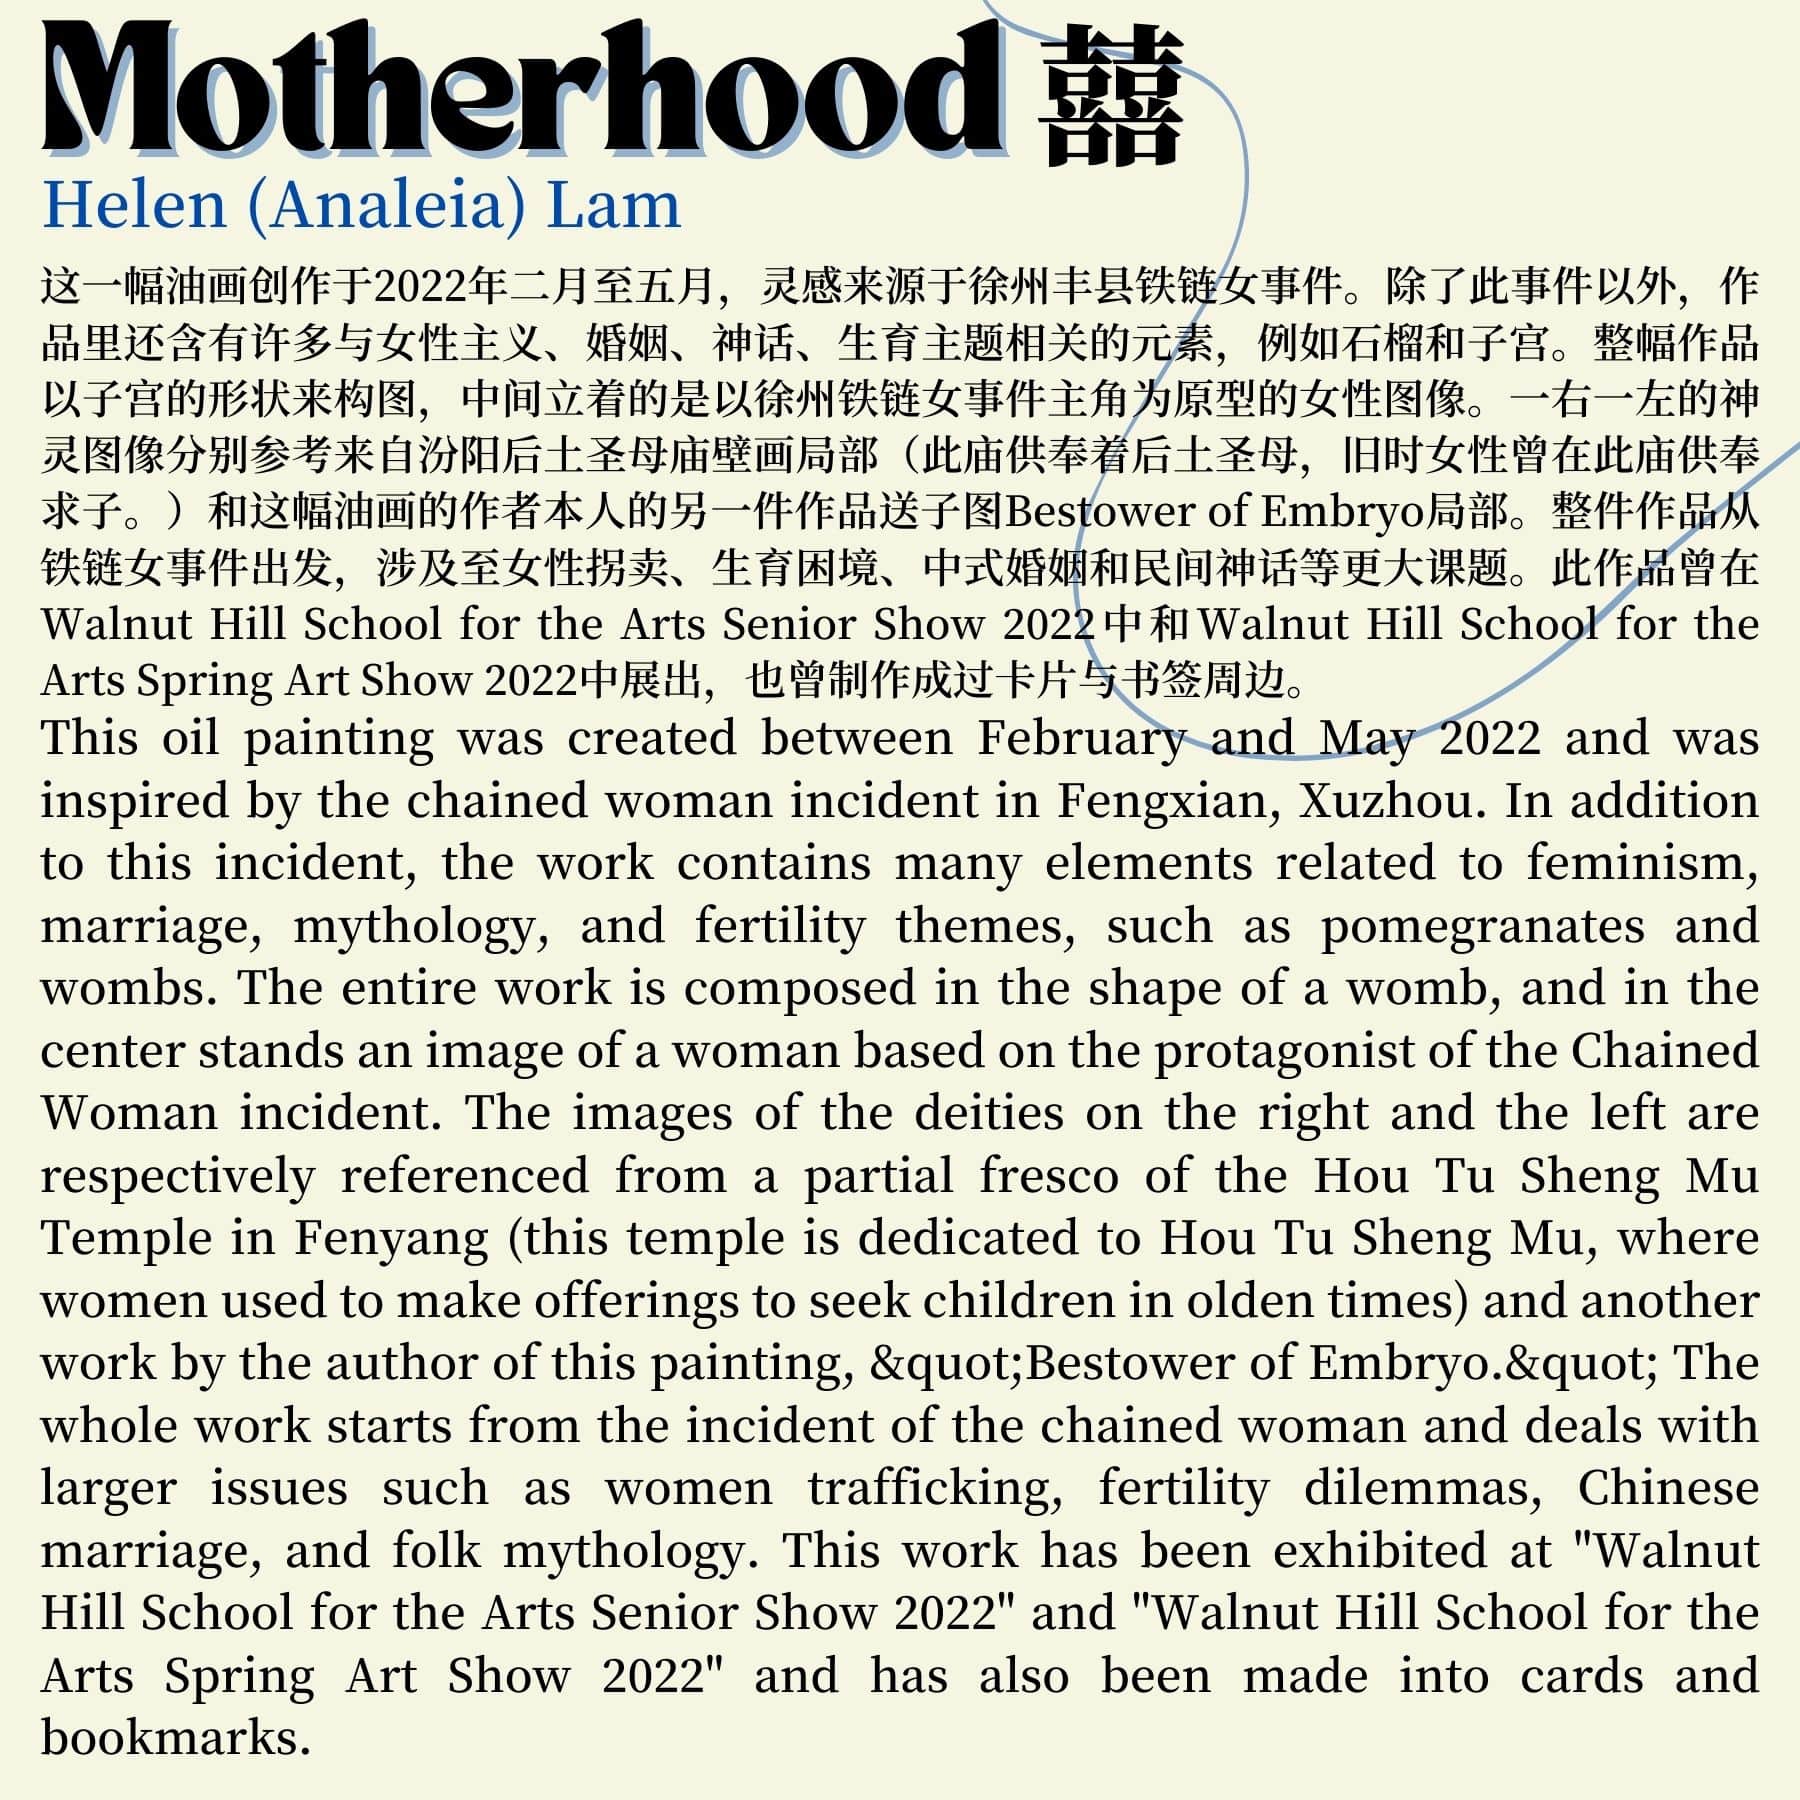 Motherhood 囍
Helen (Analeia) Lam
这一幅油画创作于2022年二月至五月，灵感来源于徐州丰县铁链女事件。除了此事件以外，作
品里还含有许多与女性主义、婚姻、神话、生育主题相关的元素，例如石榴和子宫。整幅作品
以子宫的形状来构图，中间立着的是以徐州铁链女事件主角为原型的女性图像。一右一左的神
灵图像分别参考来自汾阳后土圣母庙壁画局部（此庙供奉着后土圣母，旧时女性曾在此庙供奉
求子。）和这幅油画的作者本人的另一件作品送子图Bestower of Embryo局部。整件作品从
铁链女事件出发，涉及至女性拐卖、生育困境、中式婚姻和民间神话等更大课题。此作品曾在
Walnut Hill School for the Arts Senior Show 2022中和Walnut Hill School for the
Arts Spring Art Show 2022中展出，也曾制作成过卡片与书签周边。
This oil painting was created between February and May 2022 and was
inspired by the chained woman incident in Fengxian, Xuzhou. In addition
to this incident, the work contains many elements related to feminism,
marriage, mythology, and fertility themes, such as pomegranates and
wombs. The entire work is composed in the shape of a womb, and in the
center stands an image of a woman based on the protagonist of the Chained
Woman incident. The images of the deities on the right and the left are
respectively referenced from a partial fresco of the Hou Tu Sheng Mu
Temple in Fenyang (this temple is dedicated to Hou Tu Sheng Mu, where
women used to make offerings to seek children in olden times) and another
work by the author of this painting, &quot;Bestower of Embryo.&quot; The
whole work starts from the incident of the chained woman and deals with
larger issues such as women trafficking, fertility dilemmas, Chinese
marriage, and folk mythology. This work has been exhibited at "Walnut
Hill School for the Arts Senior Show 2022" and "Walnut Hill School for the
Arts Spring Art Show 2022" and has also been made into cards and
bookmarks.